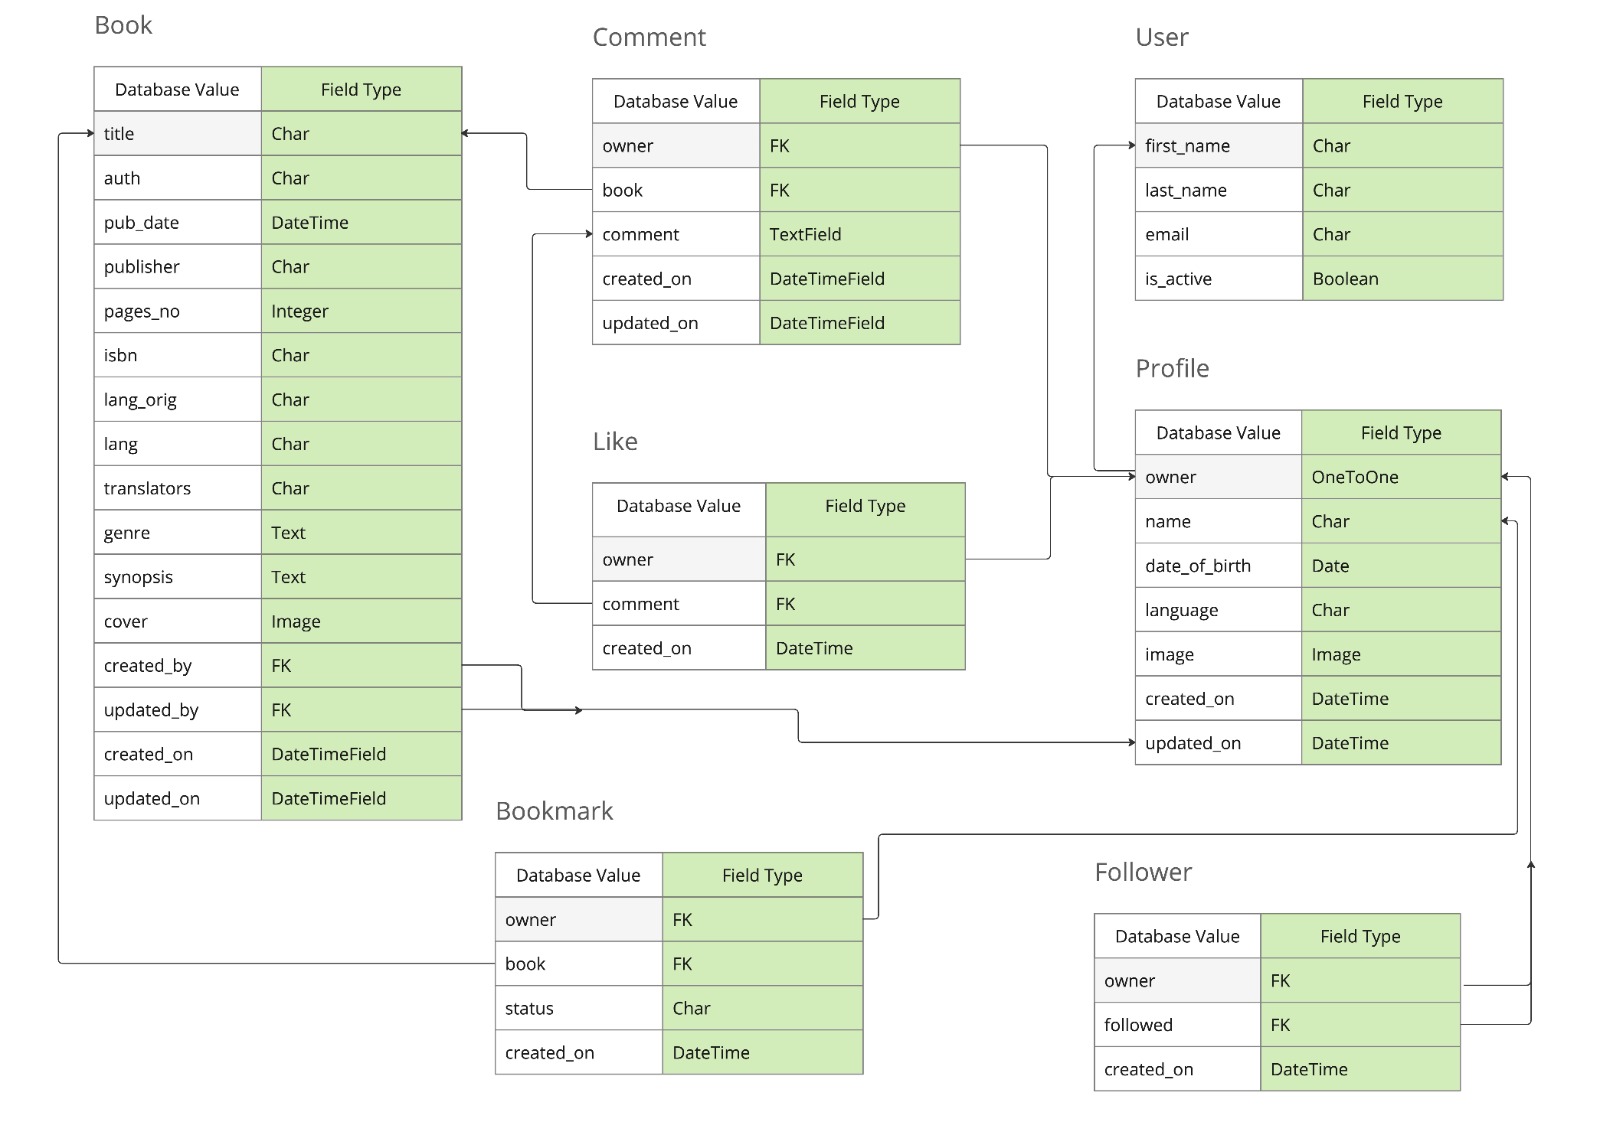 Book
Database Value Field Type
title Char
auth Char
pub_date DateTime
publisher Char
pages_no Integer
isbn Char
lang_orig Char
lang Char
translators Char
genre Text
synopsis Text
cover Image
created_by FK
updated_by FK
created_on DateTimeField
updated_on DateTimeField
Comment
Database Value Field Type
owner FK
book FK
comment TextField
created_on DateTimeField
updated_on DateTimeField
User
Database Value Field Type
first_name Char
last_name Char
email Char
is_active Boolean
Like
Database Value Field Type
owner FK
comment FK
created_on DateTime
Profile
Database Value Field Type
owner OneToOne
name Char
date_of_birth Date
language Char
image Image
created_on DateTime
updated_on DateTime
Bookmark
Database Value Field Type
owner FK
book FK
status Char
created_on DateTime
Follower
Database Value Field Type
owner FK
followed FK
created_on DateTime